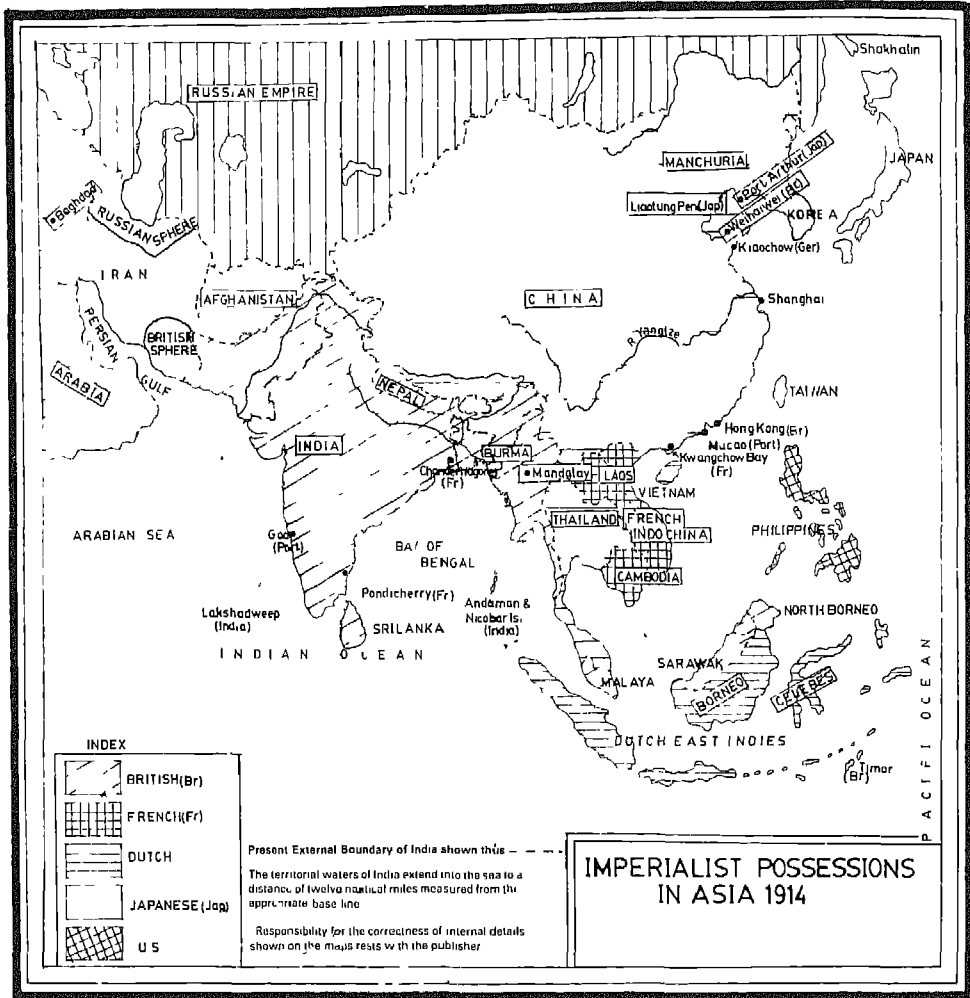 Shakhalin
RUSSIAN EMPIRE
MANCHURIA
Port Arthur (Jap)
JAPAN
Baghdad
Liaotung Pen (Jap)
Weihaiwei (Br)
RUSSIAN SPHERE
KOREA
Kiaochow (Ger)
IRAN
AFGHANISTAN
CHINA
Shanghai
PERSIAN
GULF
BRITISH
SPHERE
R. Yangtze
ARABIA
NEPAL
TAIWAN
INDIA
HongKong (Br)
BURMA
Macao (Port)
Kwangchow Bay
(Fr)
Chandernagore
(Fr)
Mandalay
LAOS
VIETNAM
ARABIAN SEA
Goa
(Port)
THAILAND
FRENCH
INDO CHINA
PHILIPPINES
BAY OF
BENGAL
CAMBODIA
Pondicherry (Fr)
Andaman &
Nicobar Is.
(India)
Lakshadweep
(India)
SRILANKA
NORTH BORNEO
INDIAN OCEAN
SARAWAK
MALAYA
BORNEO
CELEBES
DUTCH EAST INDIES
Timor
(Br)
PACIFIC OCEAN
INDEX
BRITISH (Br)
FRENCH (Fr)
DUTCH
JAPANESE (Jap)
US
Present External Boundary of India shown thus
The territorial waters of India extend into the sea to a
distance of twelve nautical miles measured from the
appropriate base line
Responsibility for the correctness of internal details
shown on the maps rests with the publisher
IMPERIALIST POSSESSIONS
IN ASIA 1914